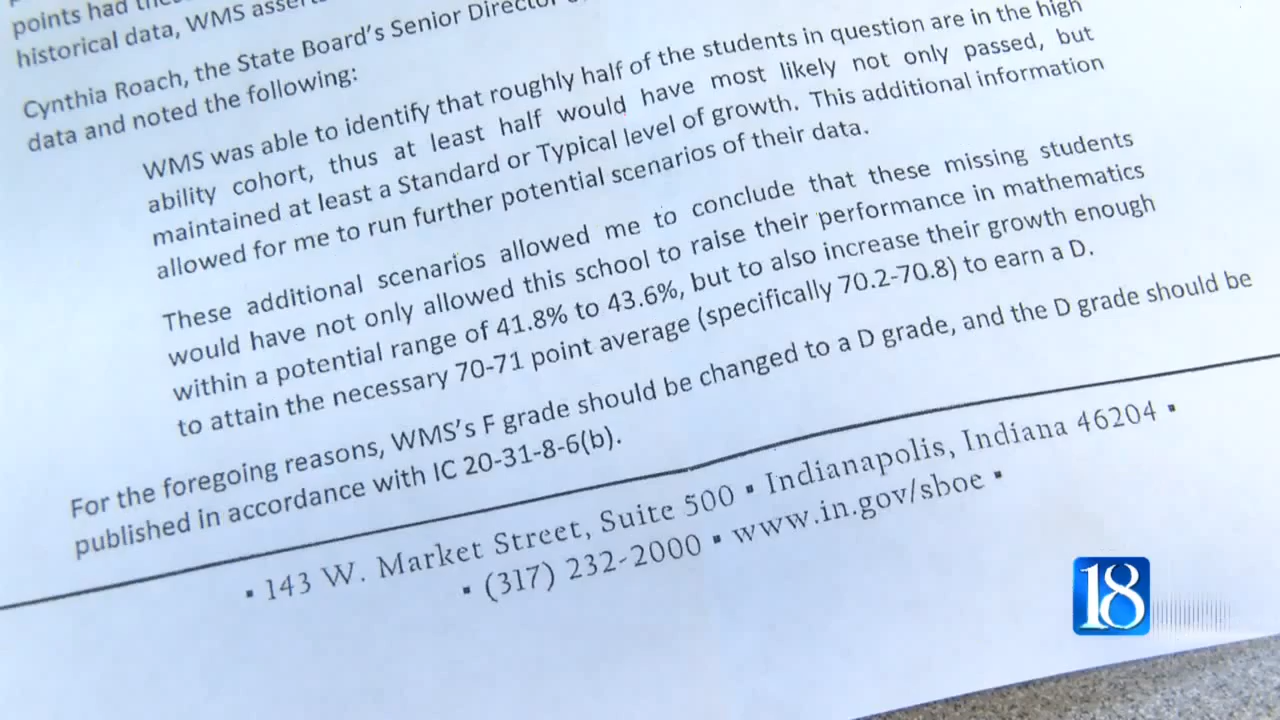 points had these
historical data, WMS asserts
Cynthia Roach, the State Board's Senior Director
data and noted the following:
WMS was able to identify that roughly half of the students in question are in the high
ability cohort, thus at least half would have most likely not only passed, but
maintained at least a Standard or Typical level of growth. This additional information
allowed for me to run further potential scenarios of their data.
These additional scenarios allowed me to conclude that these missing students
would have not only allowed this school to raise their performance in mathematics
within a potential range of 41.8% to 43.6%, but to also increase their growth enough
to attain the necessary 70-71 point average (specifically 70.2-70.8) to earn a D.
For the foregoing reasons, WMS's F grade should be changed to a D grade, and the D grade should be
published in accordance with IC 20-31-8-6(b).
▪ 143 W. Market Street, Suite 500 ▪ Indianapolis, Indiana 46204 ▪
▪ (317) 232-2000 ▪ www.in.gov/sboe ▪
18